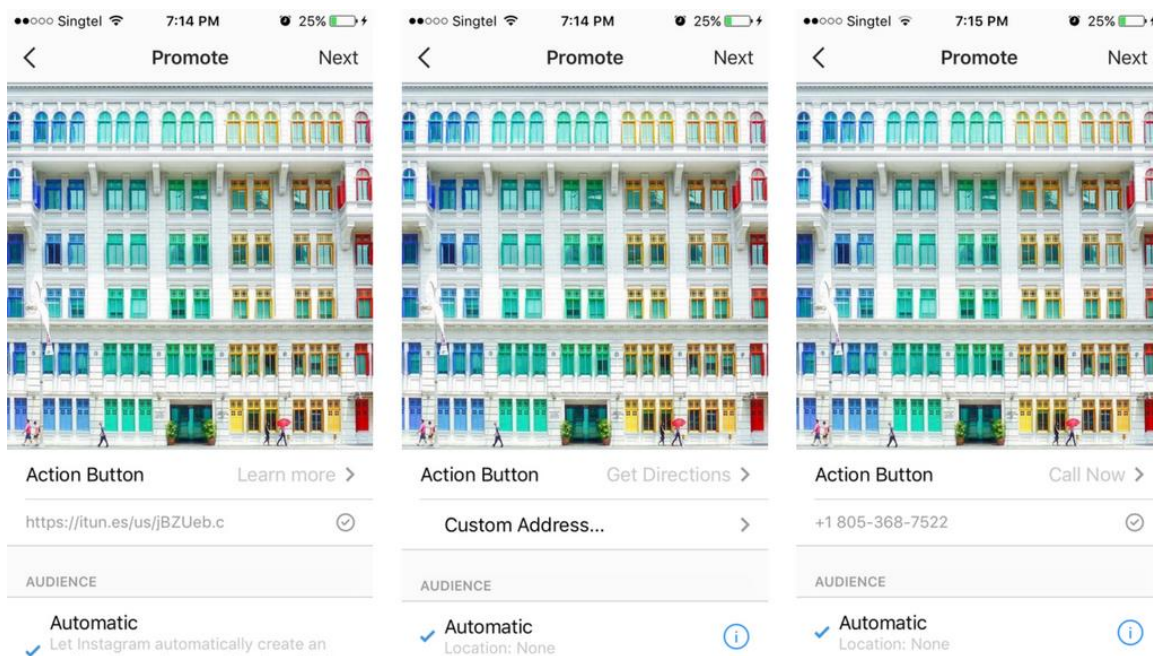 Singtel 7:14 PM 25%
Promote Next
Action Button Learn more
https://itun.es/us/jBZUeb.c
AUDIENCE
Automatic
Let Instagram automatically create an
Singtel 7:14 PM 25%
Promote Next
Action Button Get Directions
Custom Address...
AUDIENCE
Automatic
Location: None
Singtel 7:15 PM 25%
Promote Next
Action Button Call Now
+1 805-368-7522
AUDIENCE
Automatic
Location: None